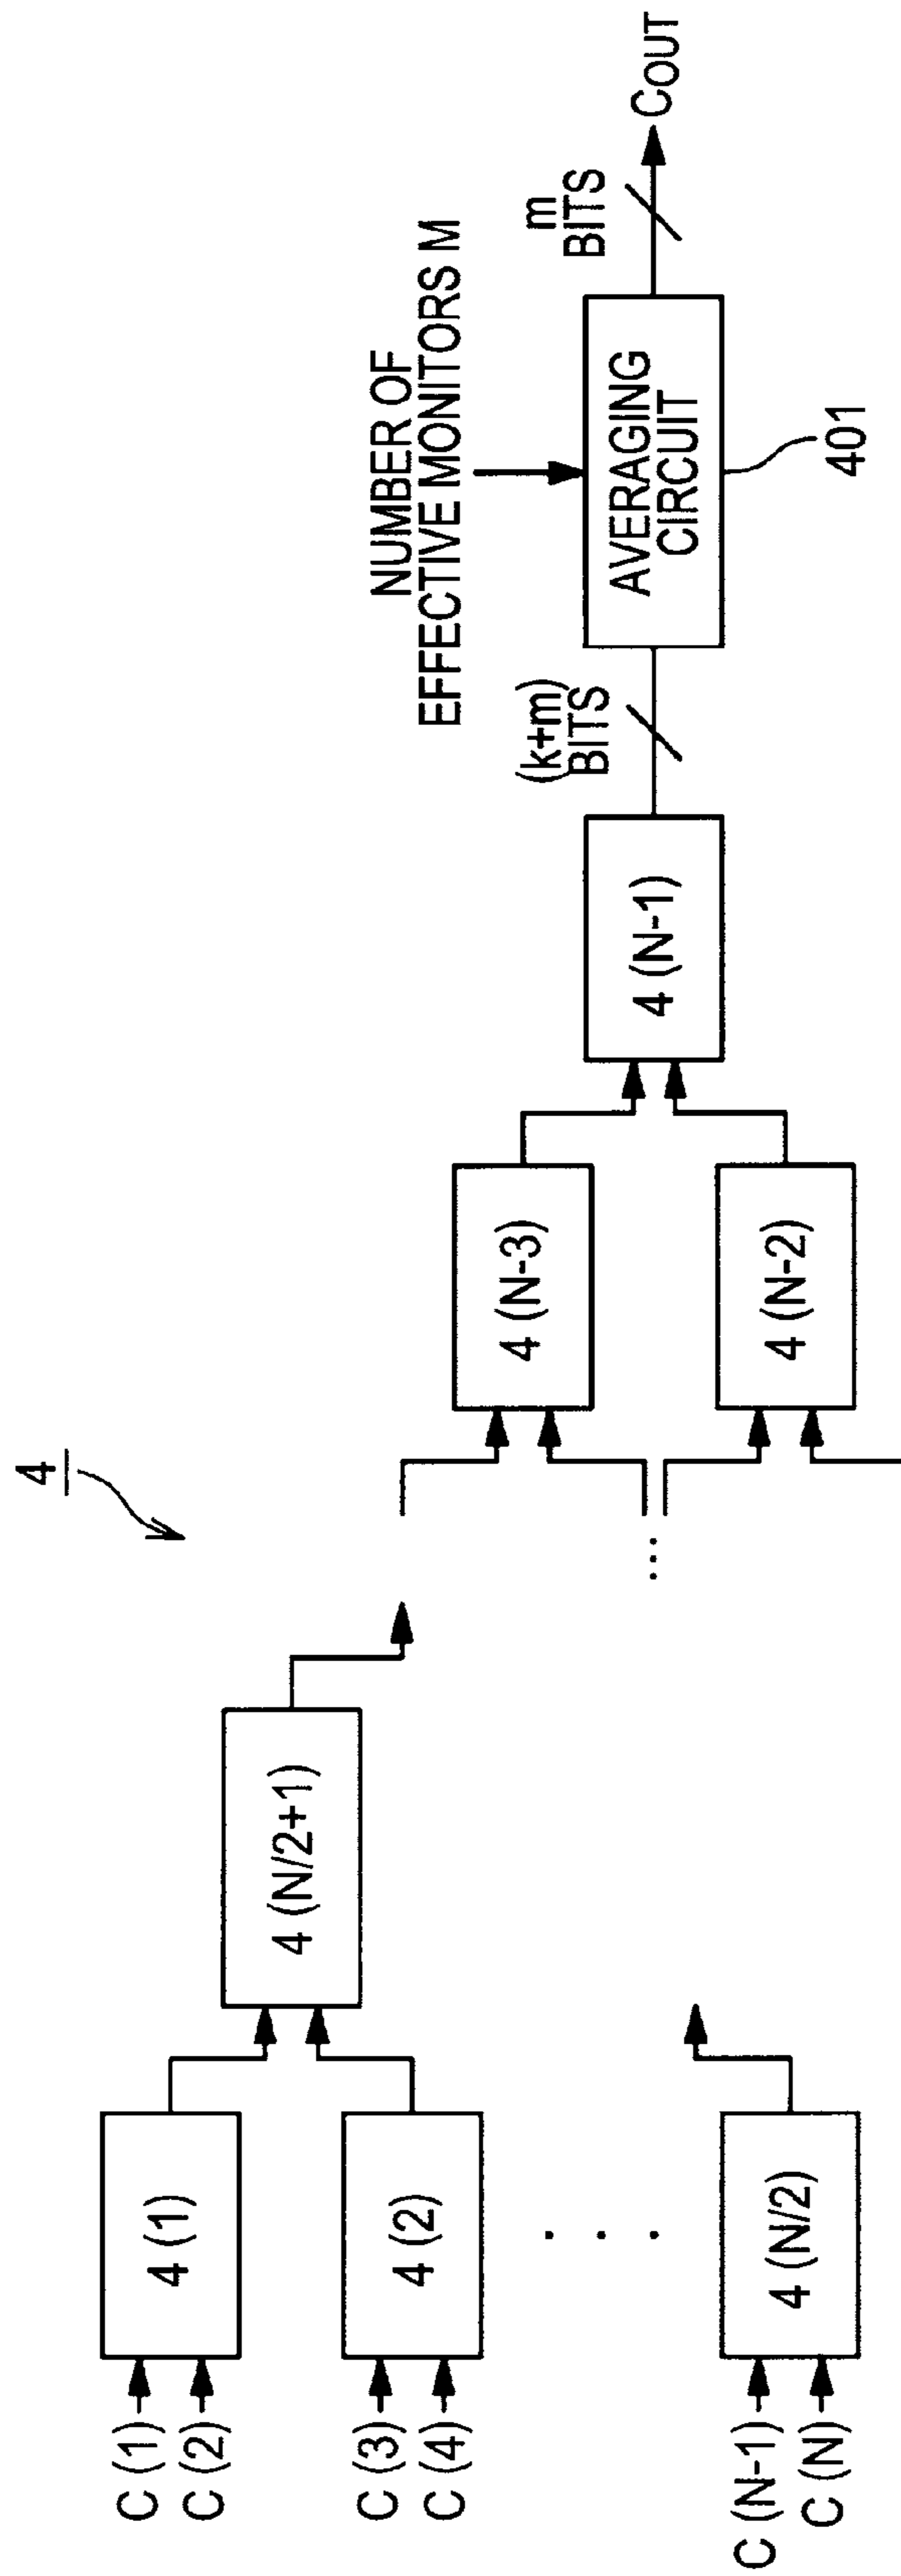 4
C (1)
C (2)
4 (1)
C (3)
C (4)
4 (2)
. . .
C (N-1)
C (N)
4 (N/2)
4 (N/2+1)
...
4 (N-3)
4 (N-2)
4 (N-1)
(k+m)
BITS
NUMBER OF
EFFECTIVE MONITORS M
AVERAGING
CIRCUIT
401
m
BITS
COUT